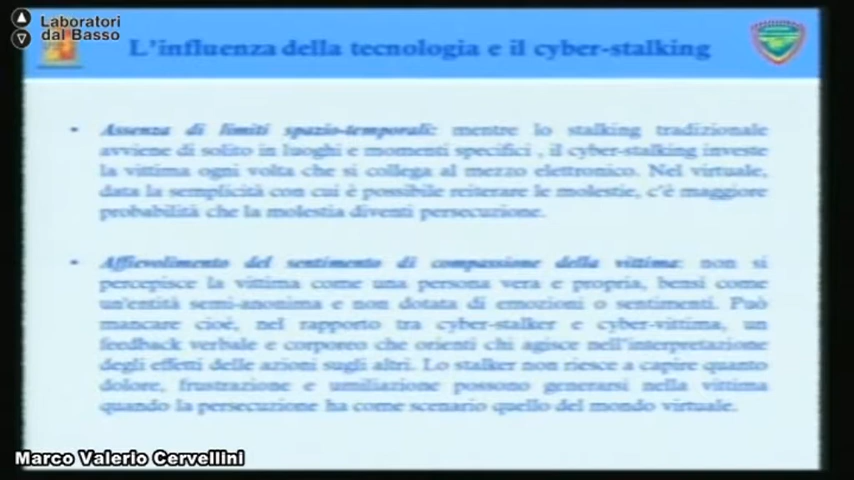 Laboratori
dal Basso
L'influenza della tecnologia e il cyber-stalking
• Assenza di limiti spazio-temporali: mentre lo stalking tradizionale
avviene di solito in luoghi e momenti specifici , il cyber-stalking investe
la vittima ogni volta che si collega al mezzo elettronico. Nel virtuale,
data la semplicità con cui è possibile reiterare le molestie, c'è maggiore
probabilità che la molestia diventi persecuzione.
• Affievolimento del sentimento di compassione della vittima: non si
percepisce la vittima come una persona vera e propria, bensì come
un'entità semi-anonima e non dotata di emozioni o sentimenti. Può
mancare cioè, nel rapporto tra cyber-stalker e cyber-vittima, un
feedback verbale e corporeo che orienti chi agisce nell'interpretazione
degli effetti delle azioni sugli altri. Lo stalker non riesce a capire quanto
dolore, frustrazione e umiliazione possono generarsi nella vittima
quando la persecuzione ha come scenario quello del mondo virtuale.
Marco Valerio Cervellini